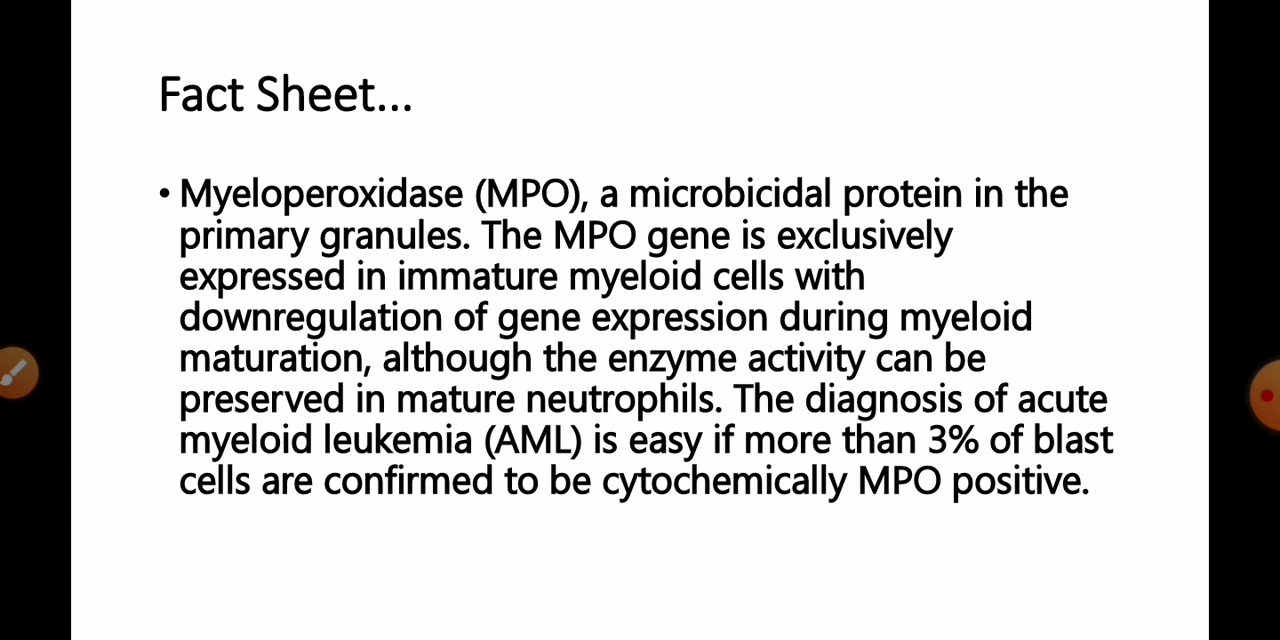 Fact Sheet...
• Myeloperoxidase (MPO), a microbicidal protein in the
primary granules. The MPO gene is exclusively
expressed in immature myeloid cells with
downregulation of gene expression during myeloid
maturation, although the enzyme activity can be
preserved in mature neutrophils. The diagnosis of acute
myeloid leukemia (AML) is easy if more than 3% of blast
cells are confirmed to be cytochemically MPO positive.